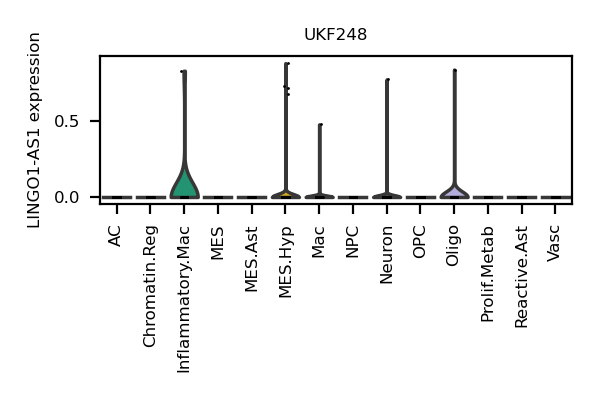 UKF248
LINGO1-AS1 expression
0.5
0.0
AC
Chromatin.Reg
Inflammatory.Mac
MES
MES.Ast
MES.Hyp
Mac
NPC
Neuron
OPC
Oligo
Prolif.Metab
Reactive.Ast
Vasc